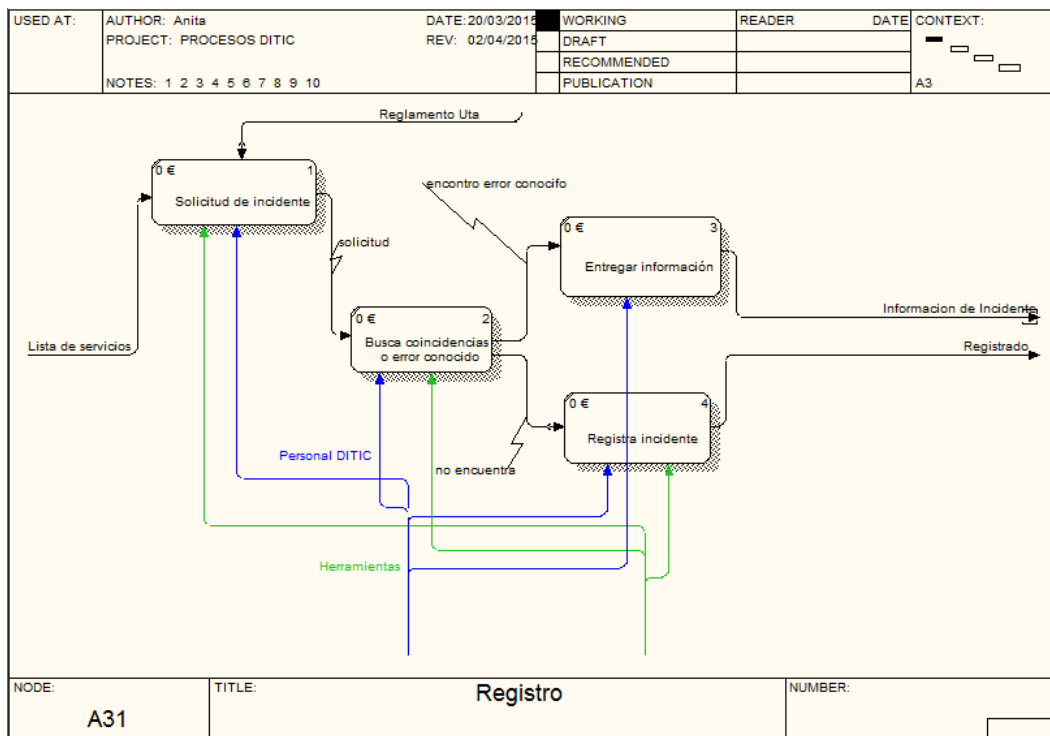 USED AT:
AUTHOR: Anita
DATE: 20/03/2015
WORKING
READER
DATE
CONTEXT:
PROJECT: PROCESOS DITIC
REV: 02/04/2015
DRAFT
RECOMMENDED
NOTES: 1 2 3 4 5 6 7 8 9 10
PUBLICATION
A3
Reglamento Uta
0 €
1
Solicitud de incidente
encontro error conocifo
solicitud
0 €
3
Entregar información
Informacion de Incidente
0 €
2
Busca coincidencias
o error conocido
Lista de servicios
Registrado
0 €
4
Registra incidente
Personal DITIC
no encuentra
Herramientas
NODE:
TITLE:
Registro
NUMBER:
A31